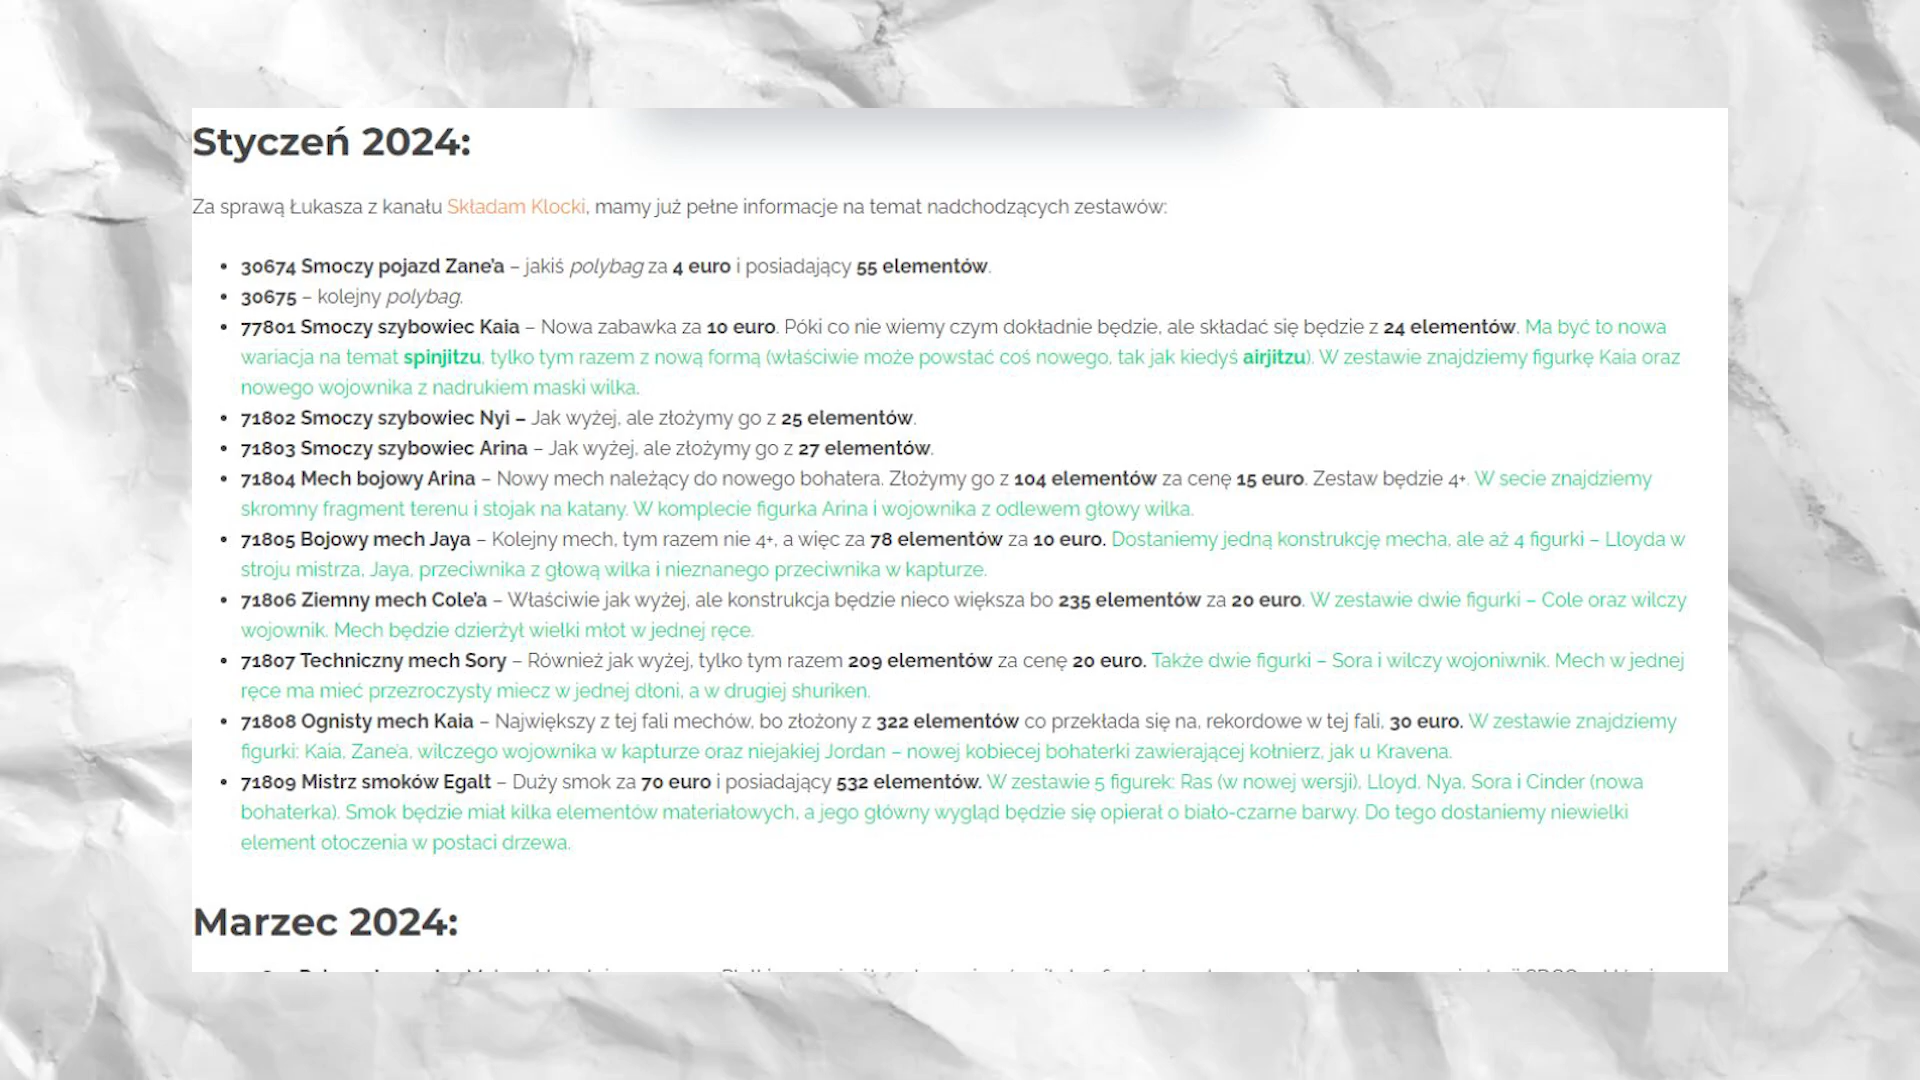 Styczeń 2024:
Za sprawą Łukasza z kanału Składam Klocki, mamy już pełne informacje na temat nadchodzących zestawów:
• 30674 Smoczy pojazd Zane'a – jakiś polybag za 4 euro i posiadający 55 elementów.
• 30675 – kolejny polybag.
• 77801 Smoczy szybowiec Kaia – Nowa zabawka za 10 euro. Póki co nie wiemy czym dokładnie będzie, ale składać się będzie z 24 elementów. Ma być to nowa
wariacja na temat spinjitzu, tylko tym razem z nową formą (właściwie może powstać coś nowego, tak jak kiedyś airjitzu). W zestawie znajdziemy figurkę Kaia oraz
nowego wojownika z nadrukiem maski wilka.
• 71802 Smoczy szybowiec Nyi – Jak wyżej, ale złożymy go z 25 elementów.
• 71803 Smoczy szybowiec Arina – Jak wyżej, ale złożymy go z 27 elementów.
• 71804 Mech bojowy Arina – Nowy mech należący do nowego bohatera. Złożymy go z 104 elementów za cenę 15 euro. Zestaw będzie 4+. W secie znajdziemy
skromny fragment terenu i stojak na katany. W komplecie figurka Arina i wojownika z odlewem głowy wilka.
• 71805 Bojowy mech Jaya – Kolejny mech, tym razem nie 4+, a więc za 78 elementów za 10 euro. Dostaniemy jedną konstrukcję mecha, ale aż 4 figurki – Lloyda w
stroju mistrza, Jaya, przeciwnika z głową wilka i nieznanego przeciwnika w kapturze.
• 71806 Ziemny mech Cole'a – Właściwie jak wyżej, ale konstrukcja będzie nieco większa bo 235 elementów za 20 euro. W zestawie dwie figurki – Cole oraz wilczy
wojownik. Mech będzie dzierżył wielki młot w jednej ręce.
• 71807 Techniczny mech Sory – Również jak wyżej, tylko tym razem 209 elementów za cenę 20 euro. Także dwie figurki – Sora i wilczy wojoniwnik. Mech w jednej
ręce ma mieć przezroczysty miecz w jednej dłoni, a w drugiej shuriken.
• 71808 Ognisty mech Kaia – Największy z tej fali mechów, bo złożony z 322 elementów co przekłada się na, rekordowe w tej fali, 30 euro. W zestawie znajdziemy
figurki: Kaia, Zane'a, wilczego wojownika w kapturze oraz niejakiej Jordan – nowej kobiecej bohaterki zawierającej kołnierz, jak u Kravena.
• 71809 Mistrz smoków Egalt – Duży smok za 70 euro i posiadający 532 elementów. W zestawie 5 figurek: Ras (w nowej wersji), Lloyd, Nya, Sora i Cinder (nowa
bohaterka). Smok będzie miał kilka elementów materiałowych, a jego główny wygląd będzie się opierał o biało-czarne barwy. Do tego dostaniemy niewielki
element otoczenia w postaci drzewa.
Marzec 2024: